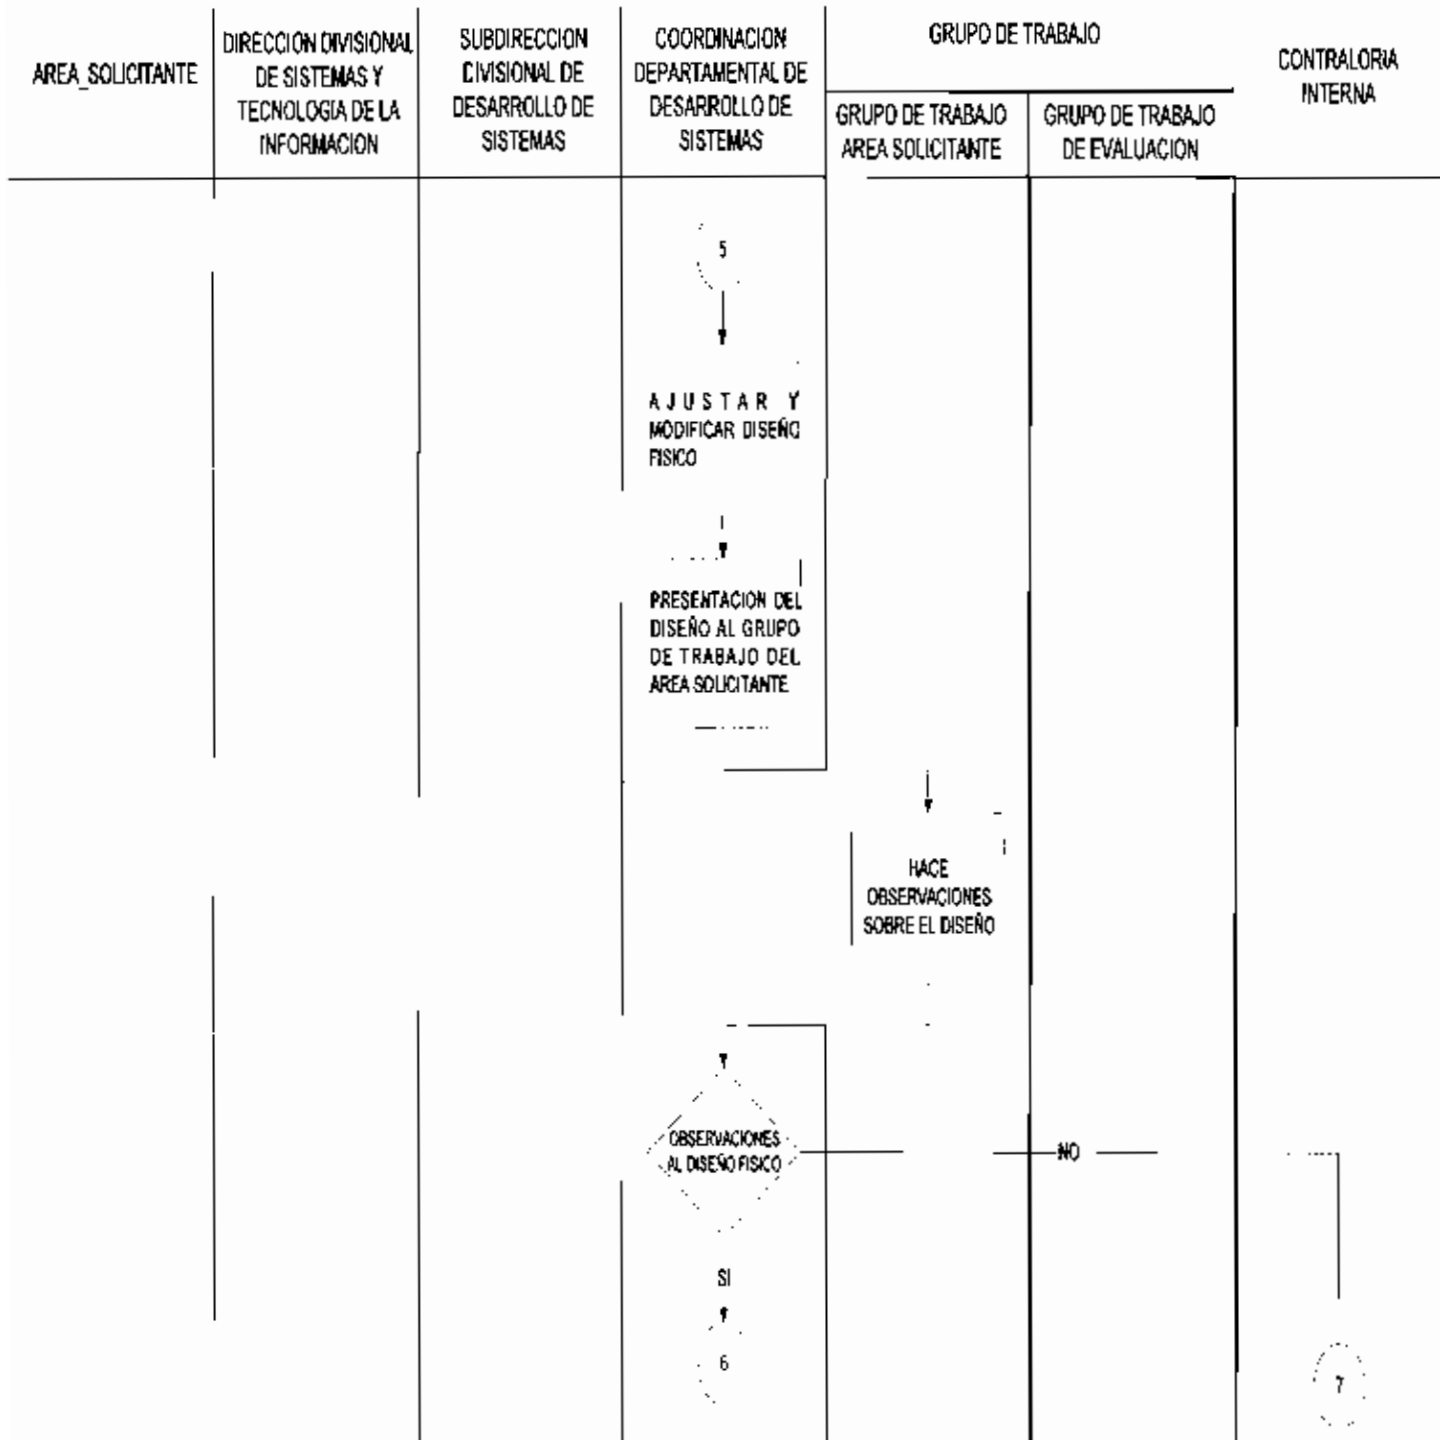 AREA_SOLICITANTE
DIRECCION DIVISIONAL
DE SISTEMAS Y
TECNOLOGIA DE LA
INFORMACION
SUBDIRECCION
DIVISIONAL DE
DESARROLLO DE
SISTEMAS
COORDINACION
DEPARTAMENTAL DE
DESARROLLO DE
SISTEMAS
GRUPO DE TRABAJO
GRUPO DE TRABAJO
AREA SOLICITANTE
GRUPO DE TRABAJO
DE EVALUACION
CONTRALORIA
INTERNA
5
AJUSTAR Y
MODIFICAR DISEÑO
FISICO
PRESENTACION DEL
DISEÑO AL GRUPO
DE TRABAJO DEL
AREA SOLICITANTE
HACE
OBSERVACIONES
SOBRE EL DISEÑO
OBSERVACIONES
AL DISEÑO FISICO
NO
SI
6
7